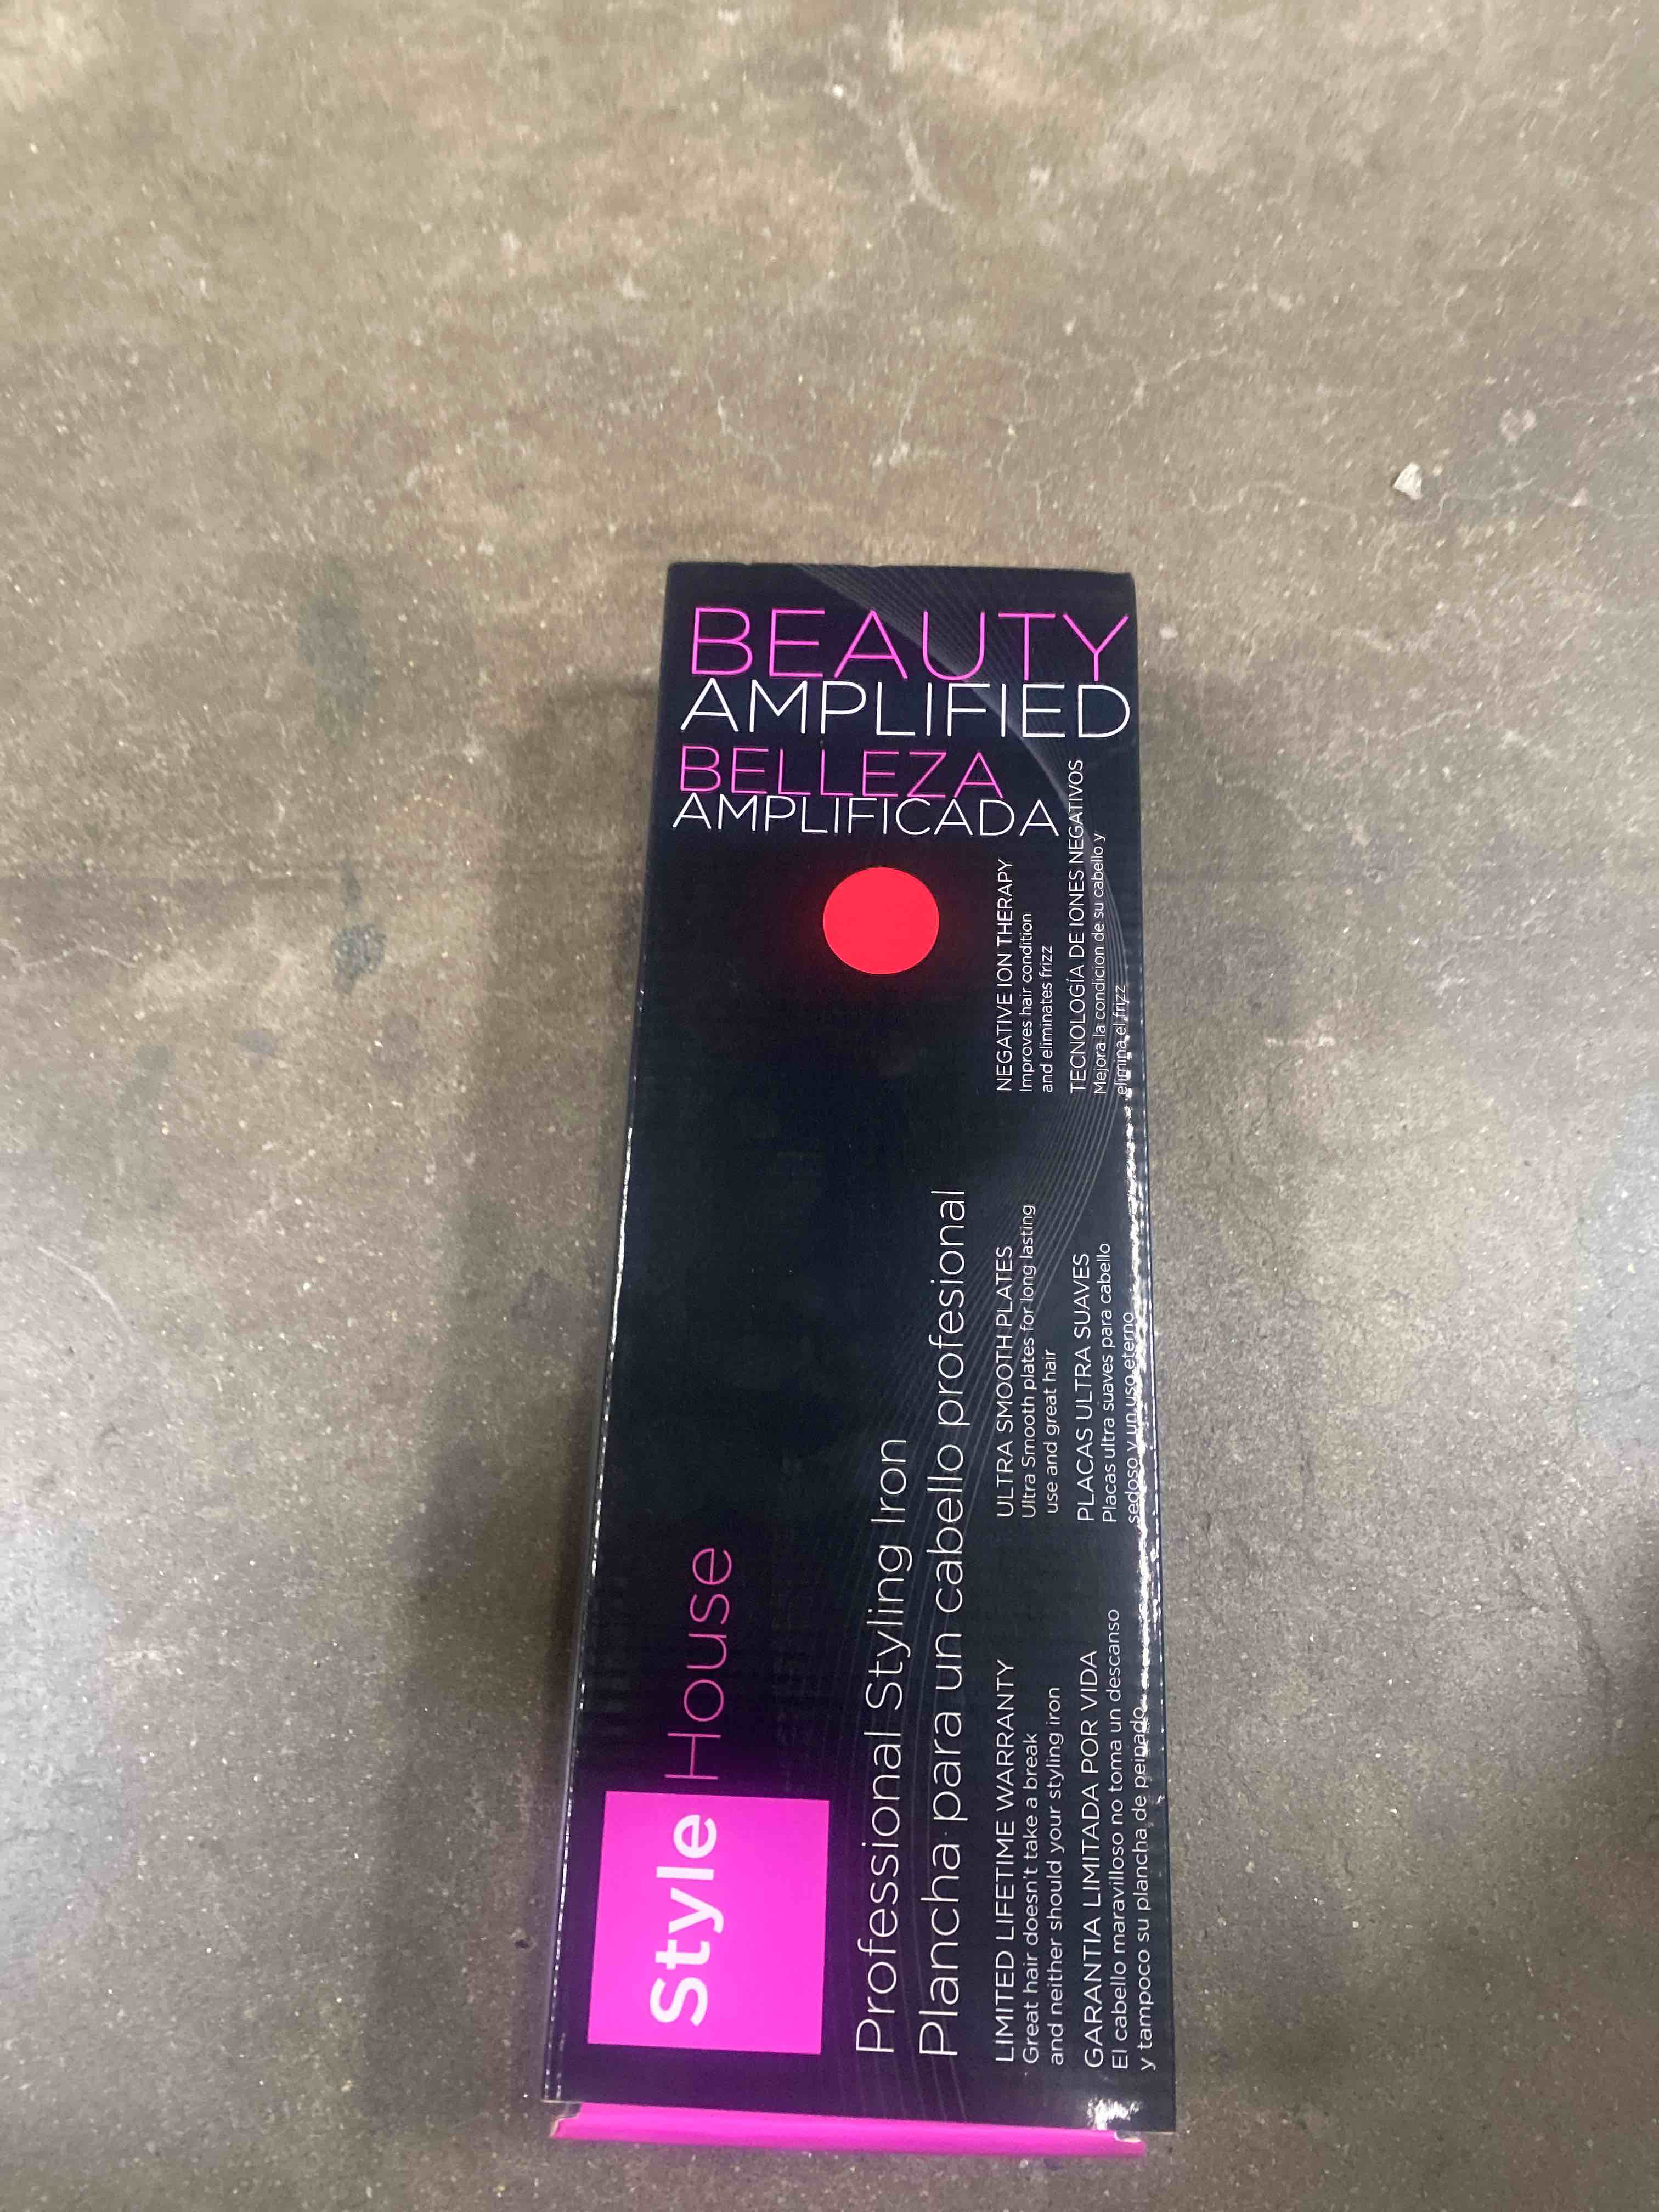 BEAUTY
AMPLIFIED
BELLEZA
AMPLIFICADA
Style House
Professional Styling Iron
Plancha para un cabello profesional
LIMITED LIFETIME WARRANTY
Great hair doesn't take a break
and neither should your styling iron
GARANTIA LIMITADA POR VIDA
El cabello maravilloso no toma un descanso
y tampoco su plancha de peinado
ULTRA SMOOTH PLATES
Ultra Smooth plates for long lasting
use and great hair
PLACAS ULTRA SUAVES
Placas ultra suaves para cabello
sedoso y un uso eterno
NEGATIVE ION THERAPY
Improves hair condition
and eliminates frizz
TECNOLOGÍA DE IONES NEGATIVOS
Mejora la condicion de su cabello y
elimina el frizz